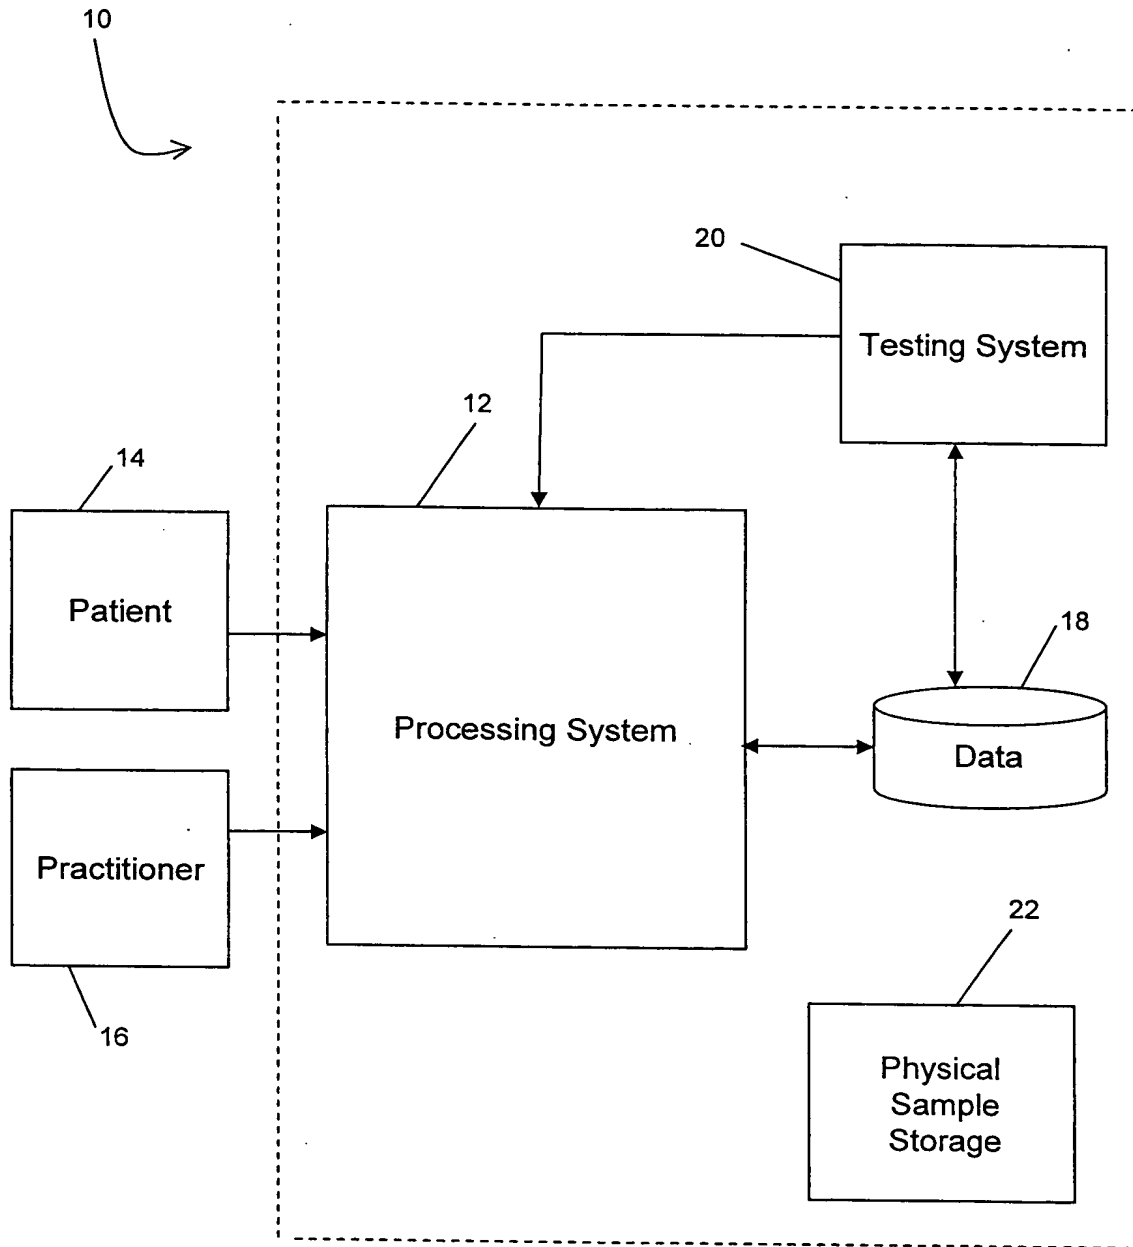 10
20
Testing System
12
14
Patient
18
Processing System
Data
Practitioner
22
16
Physical
Sample
Storage